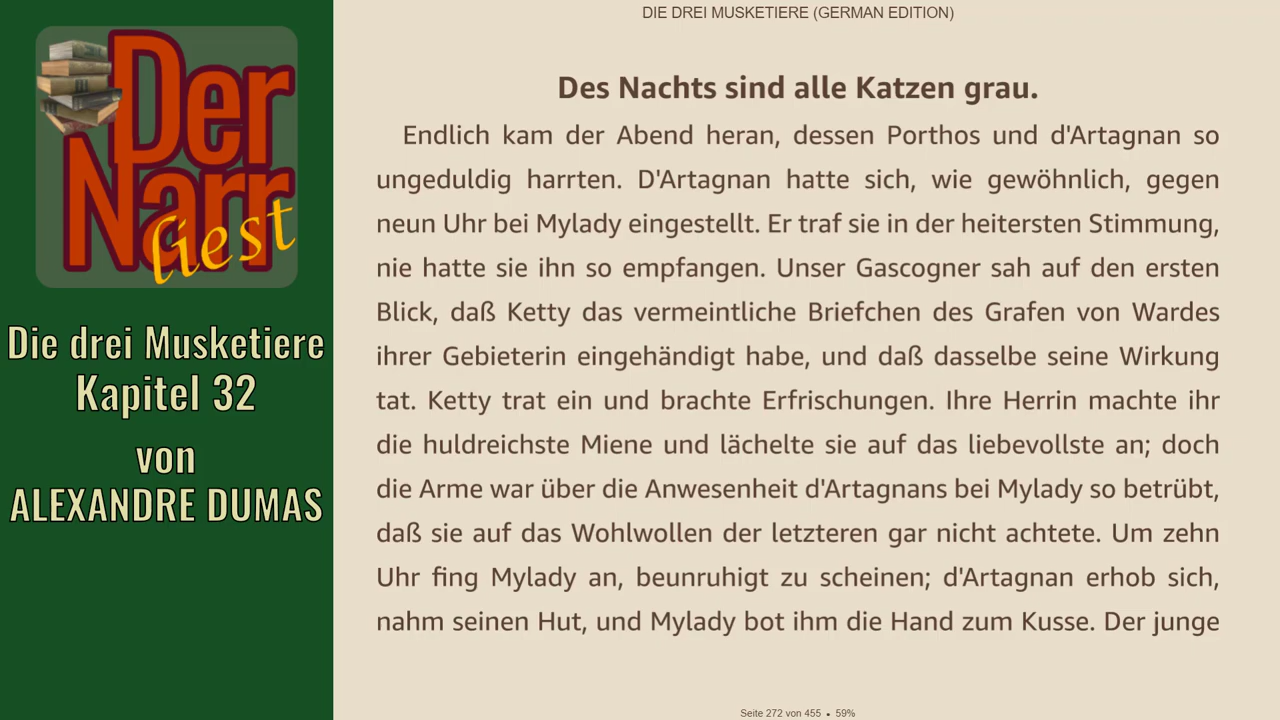 Der
Narr
liest
Die drei Musketiere
Kapitel 32
von
ALEXANDRE DUMAS
DIE DREI MUSKETIERE (GERMAN EDITION)
Des Nachts sind alle Katzen grau.
Endlich kam der Abend heran, dessen Porthos und d'Artagnan so
ungeduldig harrten. D'Artagnan hatte sich, wie gewöhnlich, gegen
neun Uhr bei Mylady eingestellt. Er traf sie in der heitersten Stimmung,
nie hatte sie ihn so empfangen. Unser Gascogner sah auf den ersten
Blick, daß Ketty das vermeintliche Briefchen des Grafen von Wardes
ihrer Gebieterin eingehändigt habe, und daß dasselbe seine Wirkung
tat. Ketty trat ein und brachte Erfrischungen. Ihre Herrin machte ihr
die huldreichste Miene und lächelte sie auf das liebevollste an; doch
die Arme war über die Anwesenheit d'Artagnans bei Mylady so betrübt,
daß sie auf das Wohlwollen der letzteren gar nicht achtete. Um zehn
Uhr fing Mylady an, beunruhigt zu scheinen; d'Artagnan erhob sich,
nahm seinen Hut, und Mylady bot ihm die Hand zum Kusse. Der junge
Seite 272 von 455 • 59%